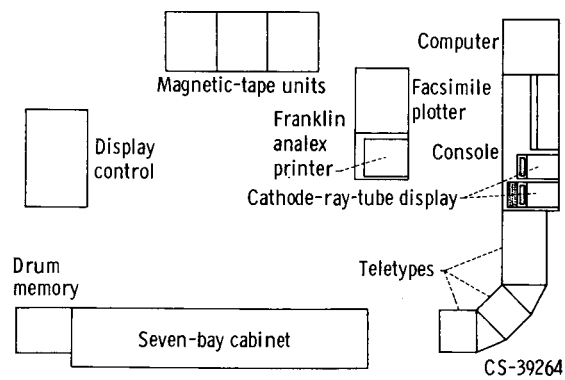 Computer
Magnetic-tape units
Facsimile
plotter
Franklin
analex
printer
Display
control
Console
Cathode-ray-tube display
Teletypes
Drum
memory
Seven-bay cabinet
CS-39264